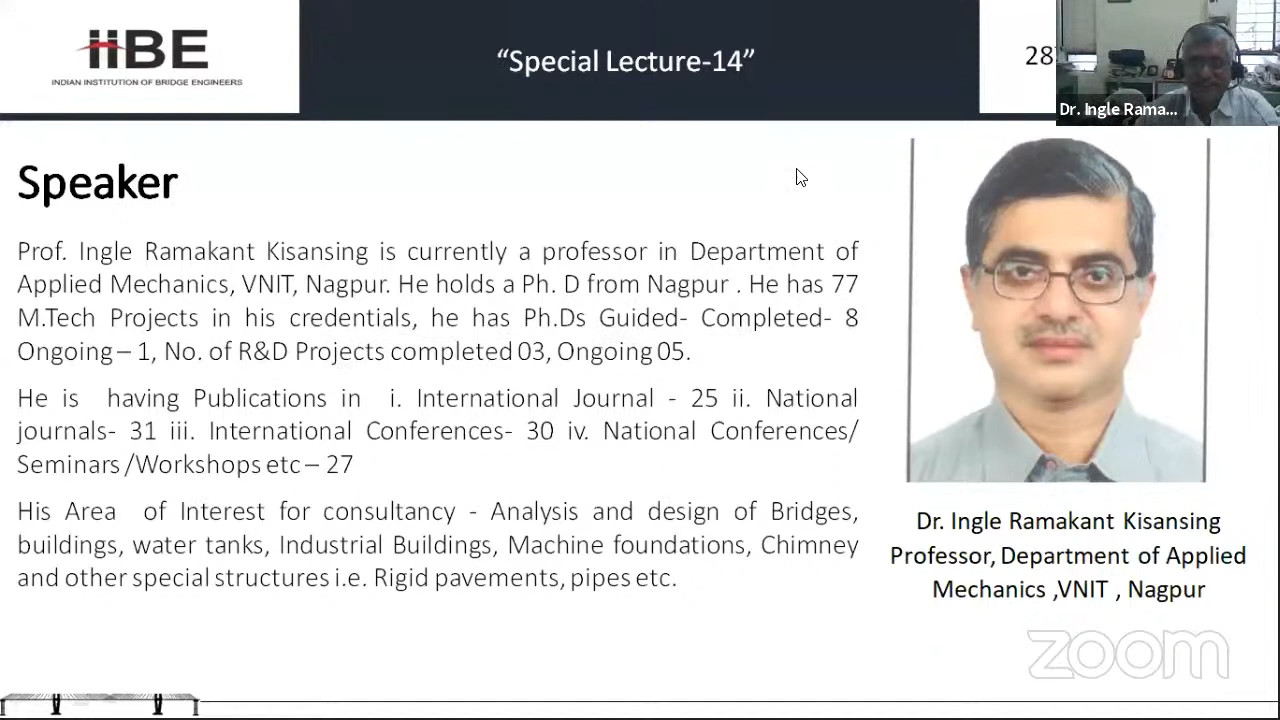 iiBE
INDIAN INSTITUTION OF BRIDGE ENGINEERS
“Special Lecture-14”
28
Dr. Ingle Rama...
Speaker
Prof. Ingle Ramakant Kisansing is currently a professor in Department of
Applied Mechanics, VNIT, Nagpur. He holds a Ph. D from Nagpur . He has 77
M.Tech Projects in his credentials, he has Ph.Ds Guided- Completed- 8
Ongoing – 1, No. of R&D Projects completed 03, Ongoing 05.
He is having Publications in i. International Journal - 25 ii. National
journals- 31 iii. International Conferences- 30 iv. National Conferences/
Seminars /Workshops etc – 27
His Area of Interest for consultancy - Analysis and design of Bridges,
buildings, water tanks, Industrial Buildings, Machine foundations, Chimney
and other special structures i.e. Rigid pavements, pipes etc.
Dr. Ingle Ramakant Kisansing
Professor, Department of Applied
Mechanics ,VNIT , Nagpur
zoom